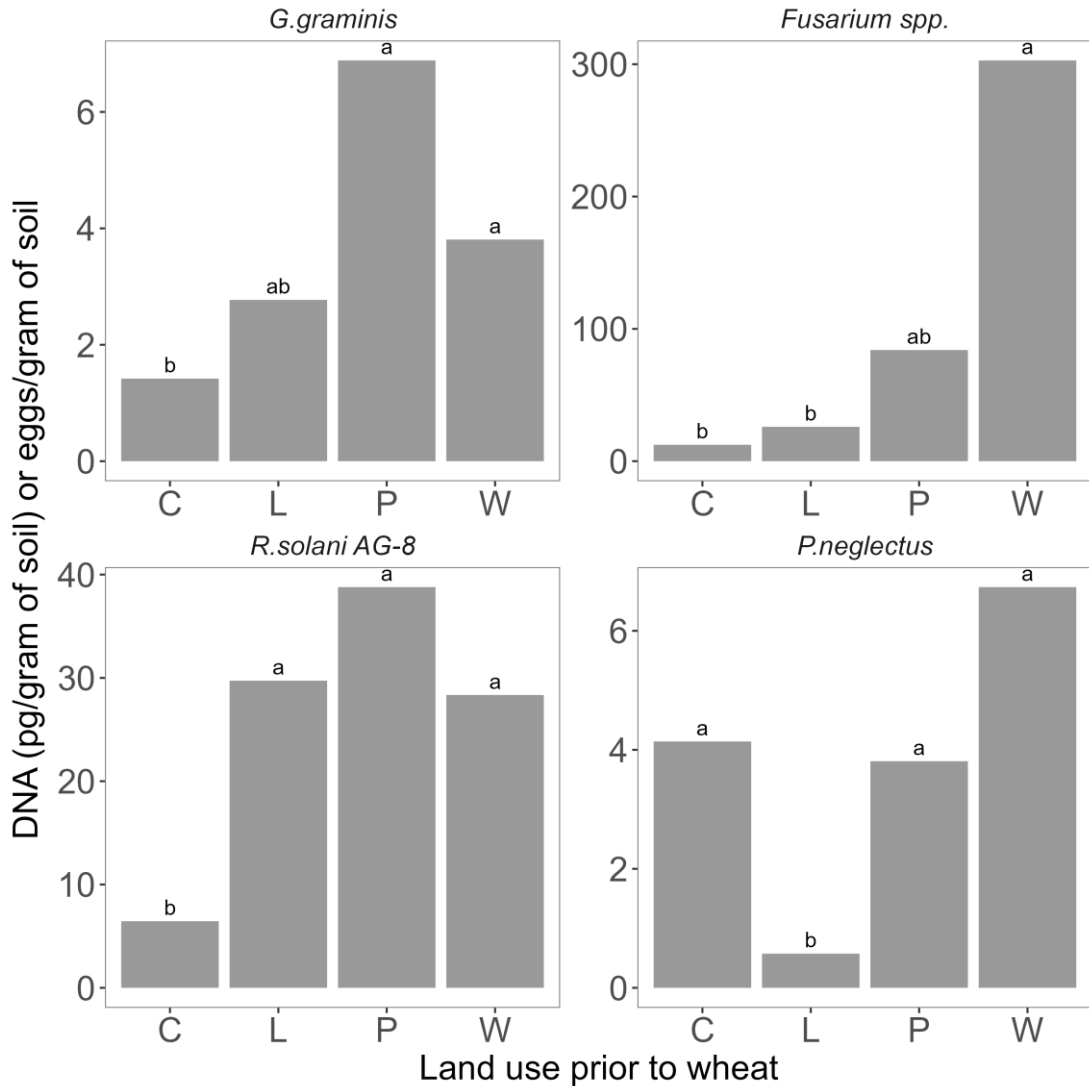 G.graminis
Fusarium spp.
DNA (pg/gram of soil) or eggs/gram of soil
6
4
2
0
a
ab
a
b
C L P W
300
200
100
0
a
ab
b
b
C L P W
R.solani AG-8
P.neglectus
40
30
20
10
0
a
a
a
b
C L P W
6
4
2
0
a
a
a
b
C L P W
Land use prior to wheat